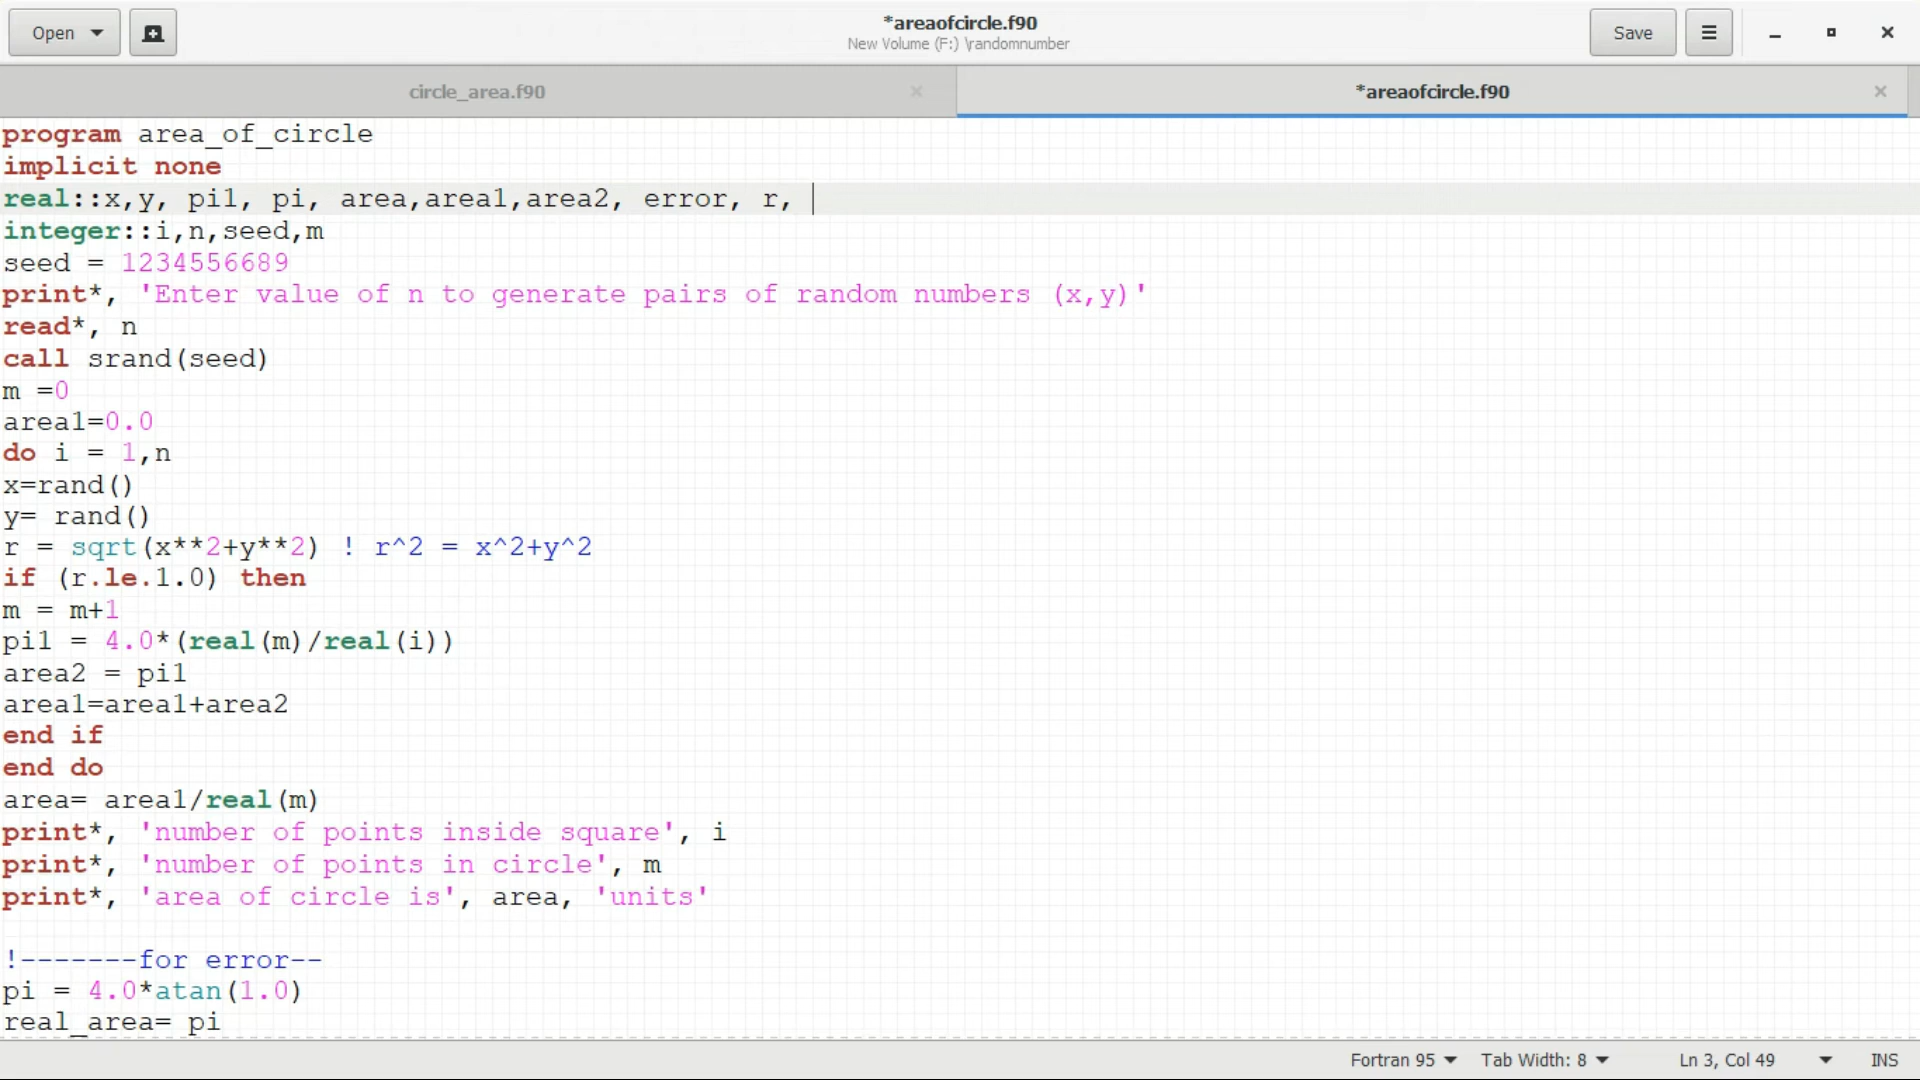 Open
*areaofcircle.f90
New Volume (F:) \randomnumber
Save
circle_area.f90
*areaofcircle.f90
program area_of_circle
implicit none
real::x,y, pi1, pi, area,area1,area2, error, r,
integer::i,n,seed,m
seed = 1234556689
print*, 'Enter value of n to generate pairs of random numbers (x,y)'
read*, n
call srand(seed)
m =0
area1=0.0
do i = 1,n
x=rand()
y= rand()
r = sqrt(x**2+y**2) ! r^2 = x^2+y^2
if (r.le.1.0) then
m = m+1
pi1 = 4.0*(real(m)/real(i))
area2 = pi1
area1=area1+area2
end if
end do
area= area1/real(m)
print*, 'number of points inside square', i
print*, 'number of points in circle', m
print*, 'area of circle is', area, 'units'
!-------for error--
pi = 4.0*atan(1.0)
real_area= pi
Fortran 95 Tab Width: 8 Ln 3, Col 49 INS